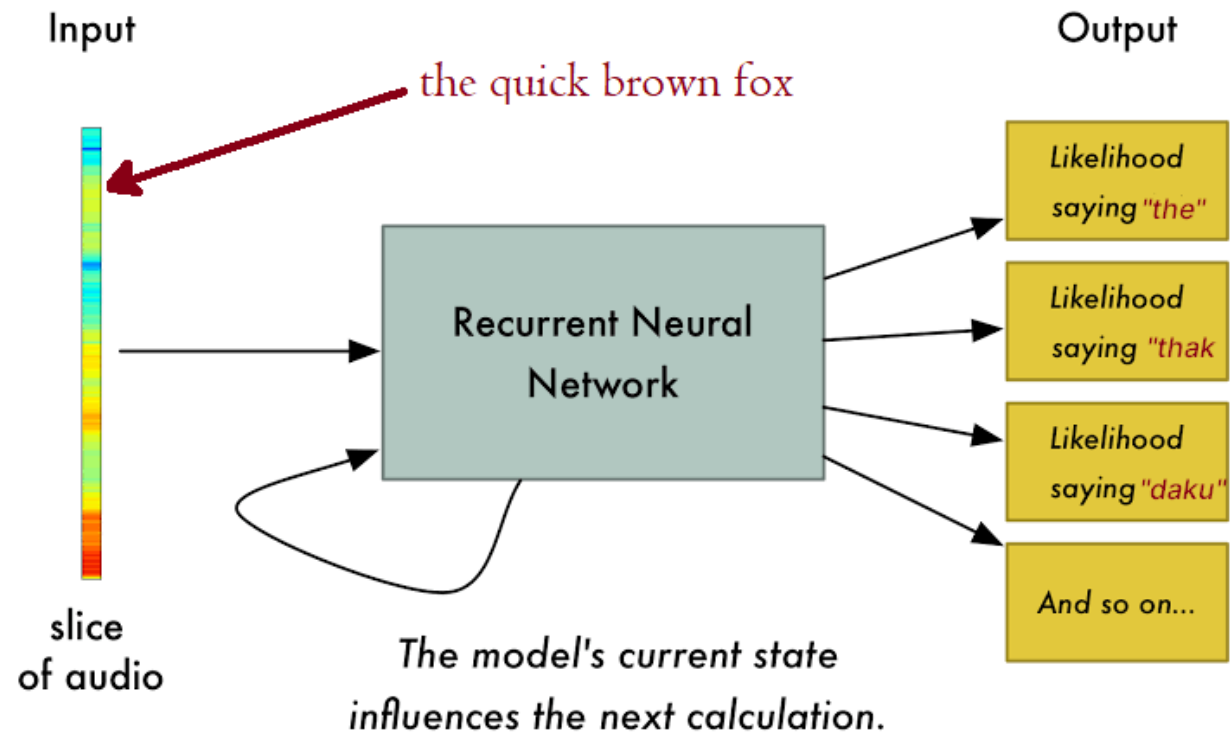 Input
Output
the quick brown fox
Likelihood
saying "the"
Recurrent Neural
Network
Likelihood
saying "thak
Likelihood
saying "daku"
And so on...
slice
of audio
The model's current state
influences the next calculation.